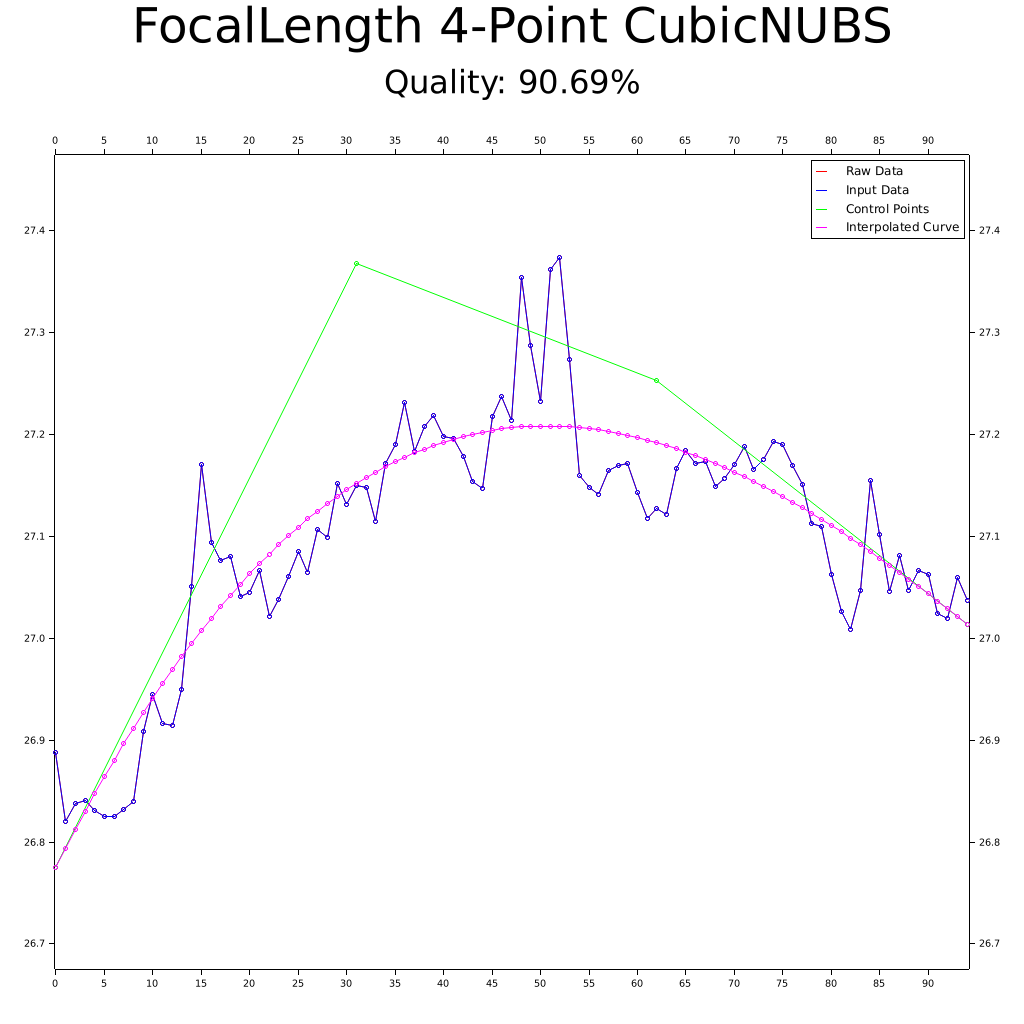 FocalLength 4-Point CubicNUBS
Quality: 90.69%
0 5 10 15 20 25 30 35 40 45 50 55 60 65 70 75 80 85 90
Raw Data
Input Data
Control Points
Interpolated Curve
27.4 27.4
27.3 27.3
27.2 27.2
27.1 27.1
27.0 27.0
26.9 26.9
26.8 26.8
26.7 26.7
0 5 10 15 20 25 30 35 40 45 50 55 60 65 70 75 80 85 90